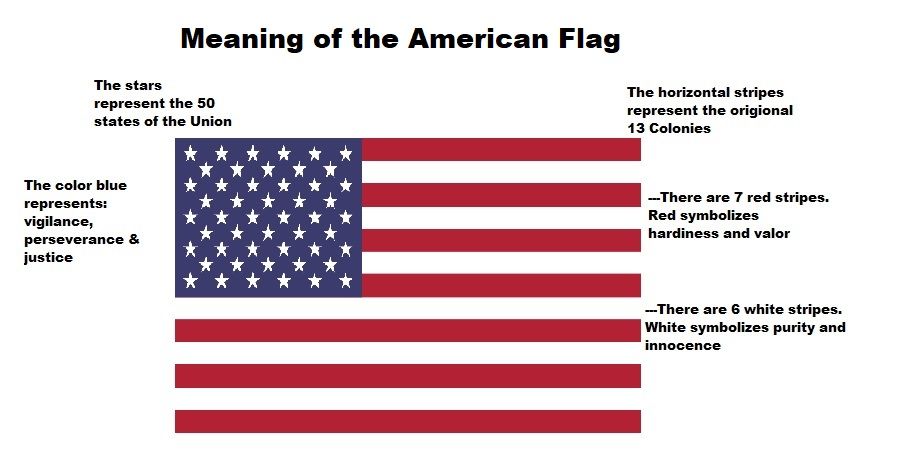 Meaning of the American Flag
The stars
represent the 50
states of the Union
The horizontal stripes
represent the origional
13 Colonies
The color blue
represents:
vigilance,
perseverance &
justice
---There are 7 red stripes.
Red symbolizes
hardiness and valor
---There are 6 white stripes.
White symbolizes purity and
innocence